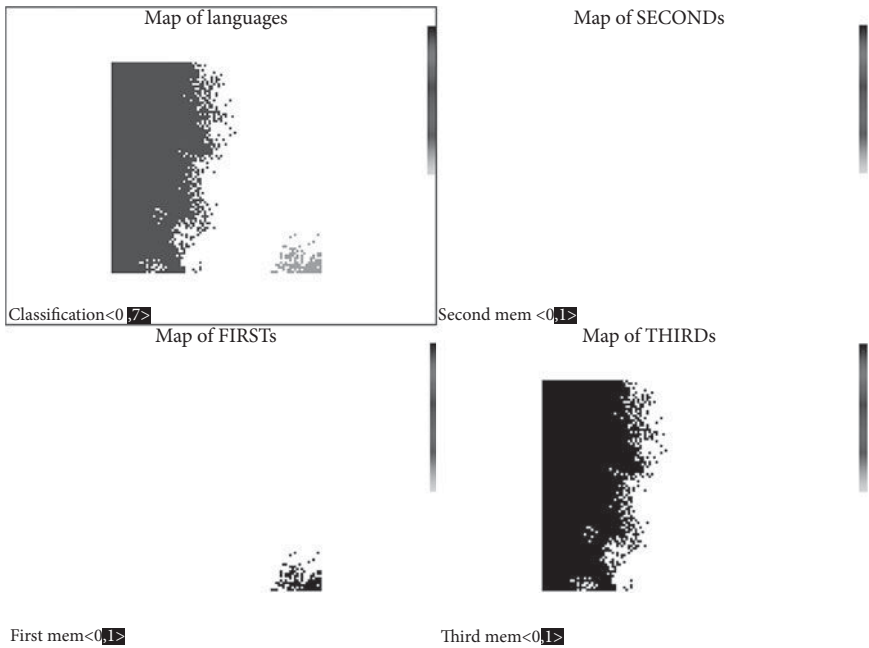 Map of languages
Map of SECONDs
Classification<0 ,7>
Second mem <0,1>
Map of FIRSTs
Map of THIRDs
First mem<0,1>
Third mem<0,1>